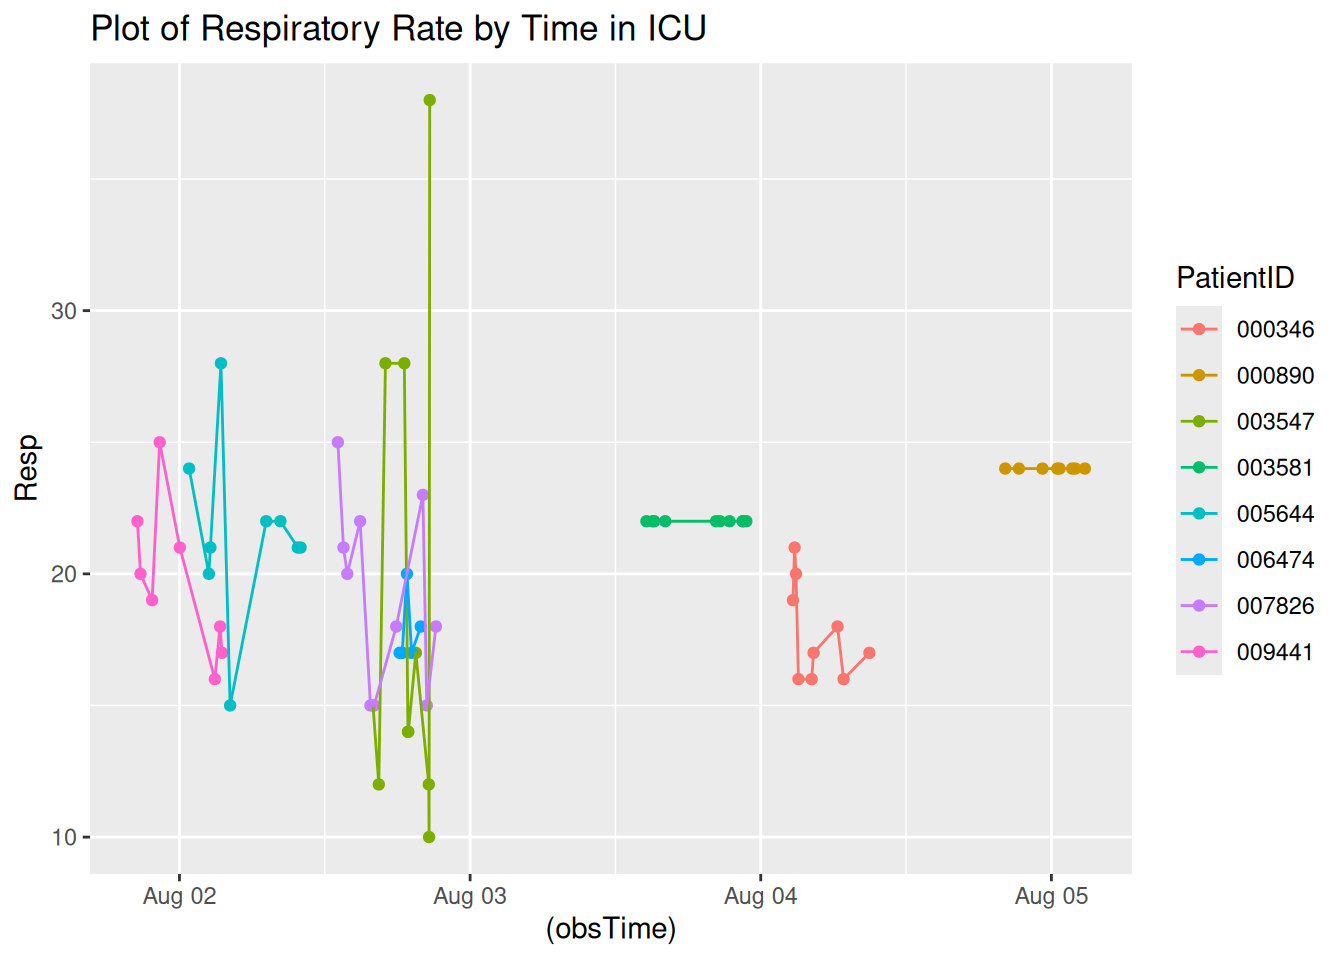 Plot of Respiratory Rate by Time in ICU
Resp
30
20
10
Aug 02 Aug 03 Aug 04 Aug 05
(obsTime)
PatientID
000346
000890
003547
003581
005644
006474
007826
009441